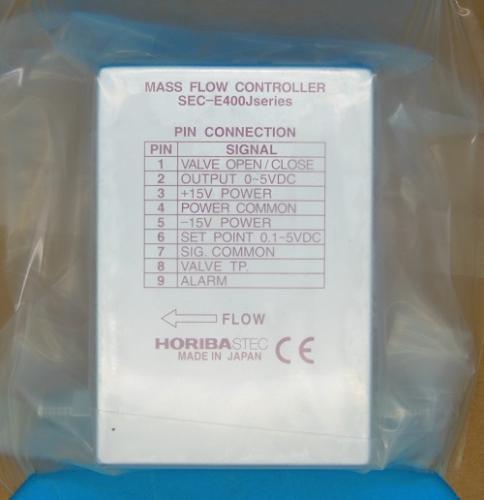 MASS FLOW CONTROLLER
SEC-E400Jseries
PIN CONNECTION
PIN SIGNAL
1 VALVE OPEN/CLOSE
2 OUTPUT 0~5VDC
3 +15V POWER
4 POWER COMMON
5 -15V POWER
6 SET POINT 0.1~5VDC
7 SIG. COMMON
8 VALVE TP.
9 ALARM
FLOW
HORIBASTEC
MADE IN JAPAN CE